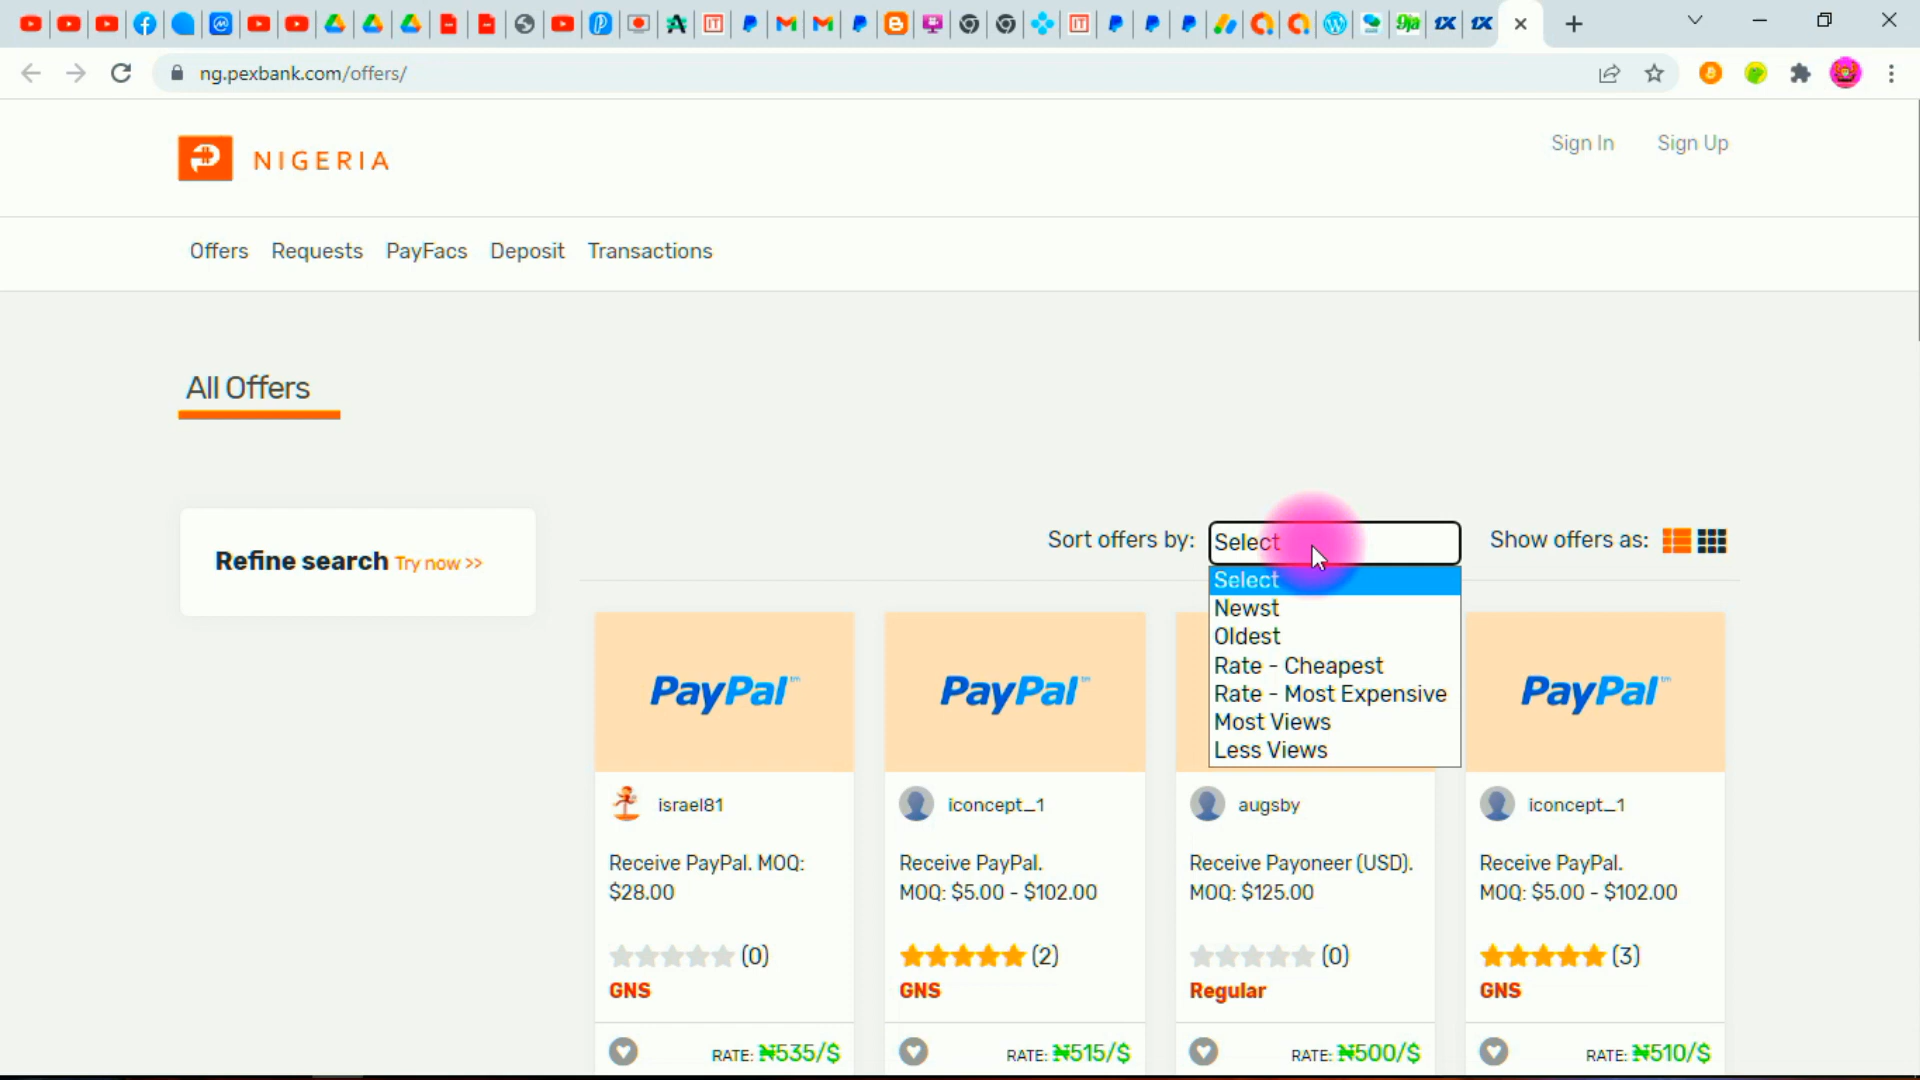 ng.pexbank.com/offers/
NIGERIA
Sign In Sign Up
Offers Requests PayFacs Deposit Transactions
All Offers
Refine search Try now >>
Sort offers by: Select Show offers as:
Select
Newst
Oldest
Rate - Cheapest
Rate - Most Expensive
Most Views
Less Views
PayPal™ PayPal™ PayPal™
israel81
Receive PayPal. MOQ:
$28.00
(0)
GNS
RATE: ₦535/$
iconcept_1
Receive PayPal.
MOQ: $5.00 - $102.00
(2)
GNS
RATE: ₦515/$
augsby
Receive Payoneer (USD).
MOQ: $125.00
(0)
Regular
RATE: ₦500/$
iconcept_1
Receive PayPal.
MOQ: $5.00 - $102.00
(3)
GNS
RATE: ₦510/$